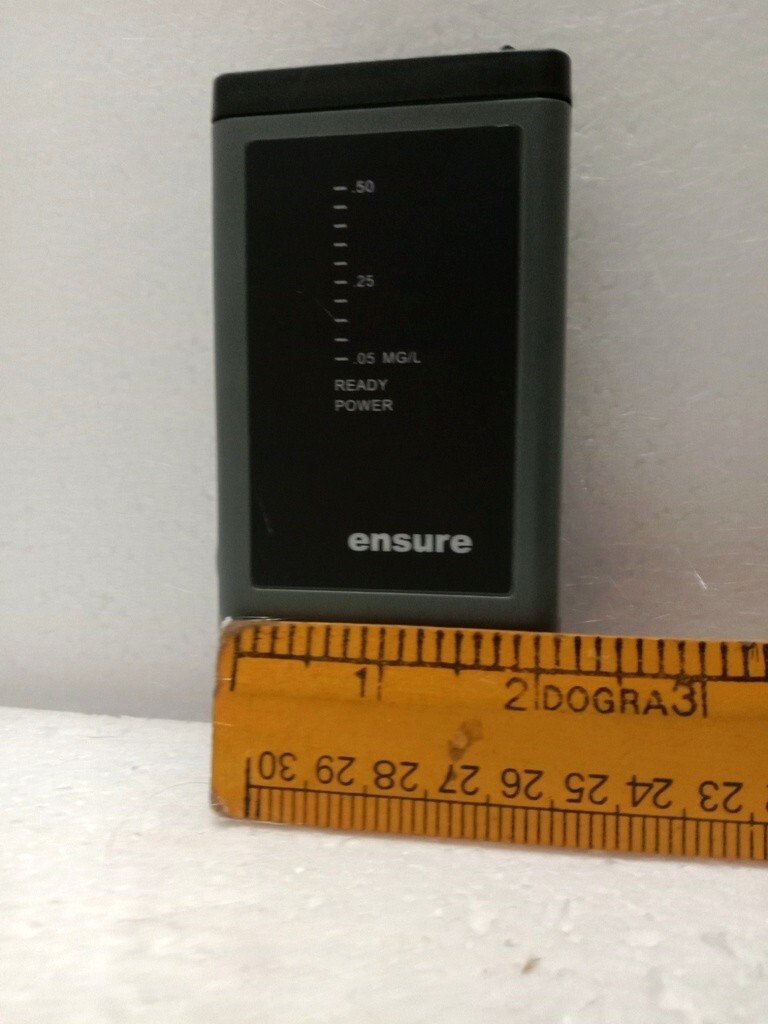 .50
.25
.05 MG/L
READY
POWER
ensure
1 2 DOGRA 3
30 29 28 27 26 25 24 23